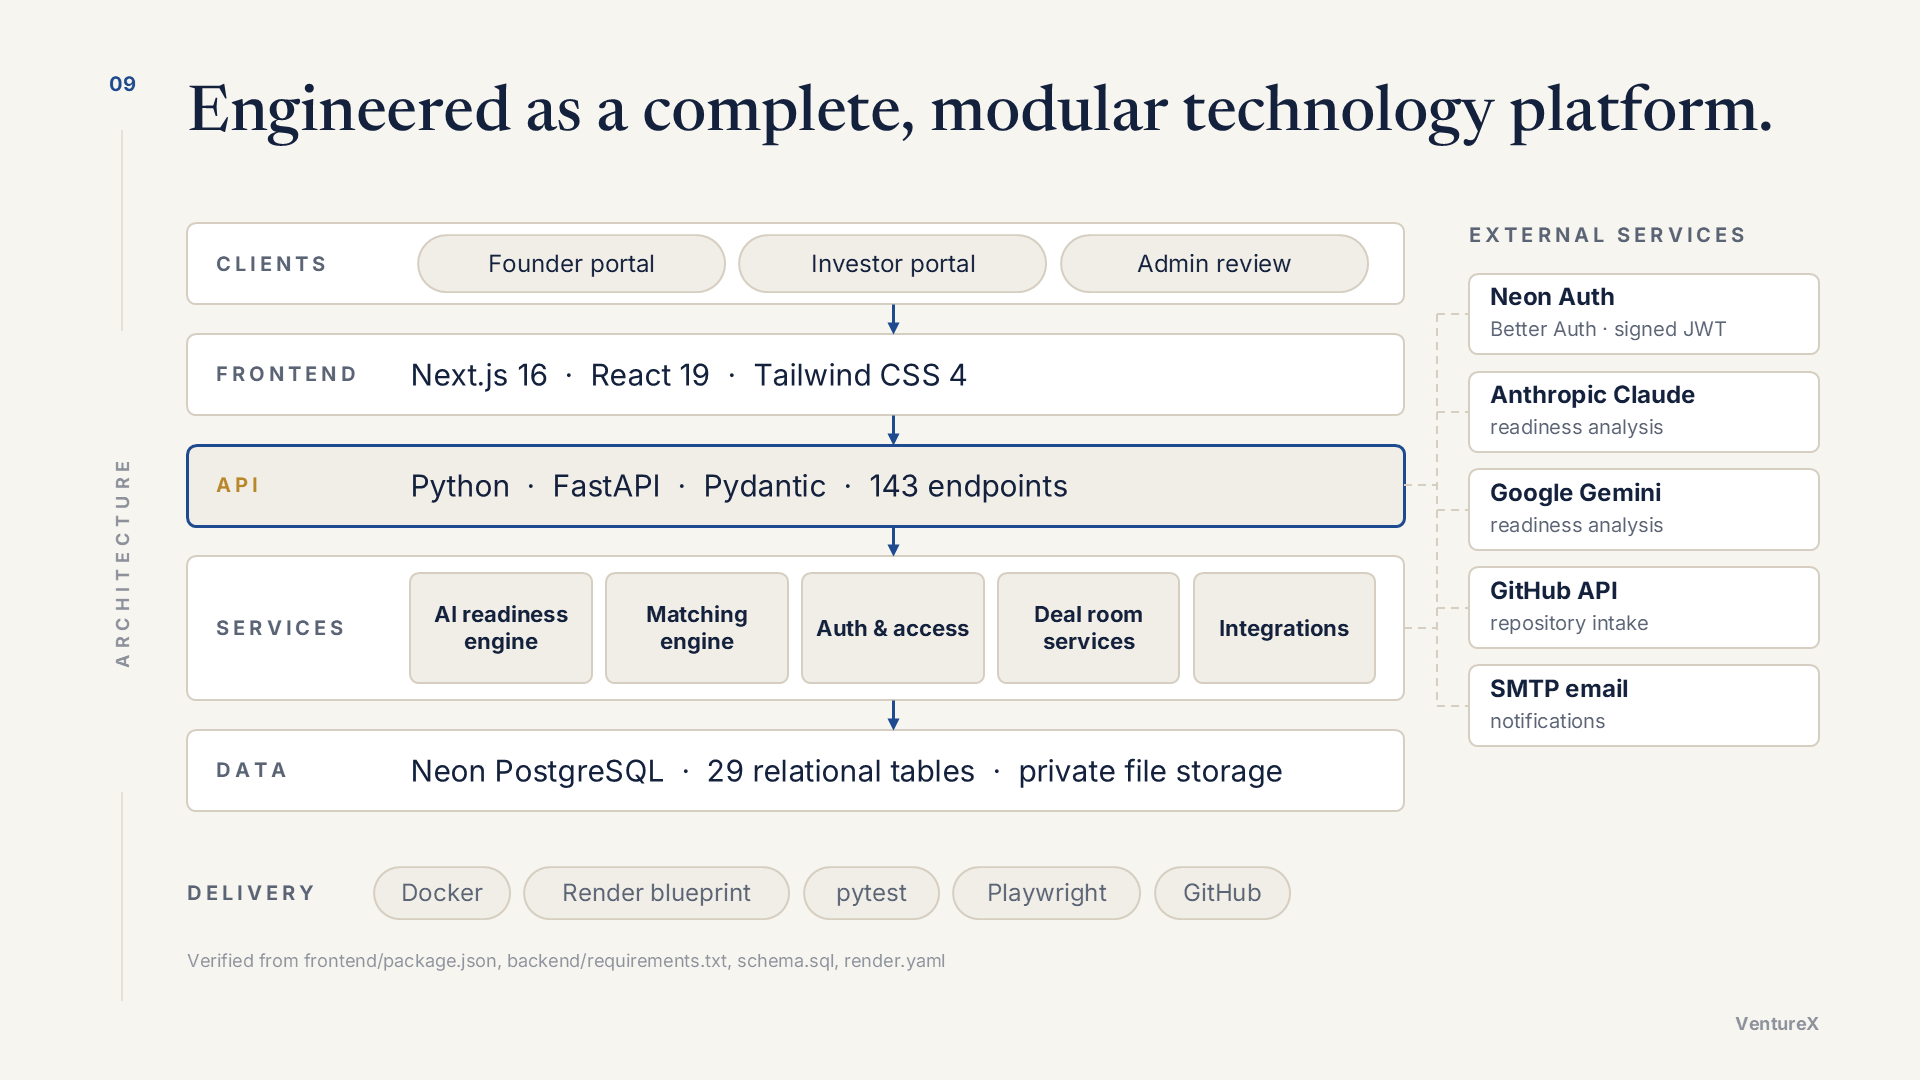 09
Engineered as a complete, modular technology platform.
ARCHITECTURE
CLIENTS
Founder portal
Investor portal
Admin review
FRONTEND
Next.js 16 · React 19 · Tailwind CSS 4
API
Python · FastAPI · Pydantic · 143 endpoints
SERVICES
AI readiness
engine
Matching
engine
Auth & access
Deal room
services
Integrations
DATA
Neon PostgreSQL · 29 relational tables · private file storage
EXTERNAL SERVICES
Neon Auth
Better Auth · signed JWT
Anthropic Claude
readiness analysis
Google Gemini
readiness analysis
GitHub API
repository intake
SMTP email
notifications
DELIVERY
Docker
Render blueprint
pytest
Playwright
GitHub
Verified from frontend/package.json, backend/requirements.txt, schema.sql, render.yaml
VentureX